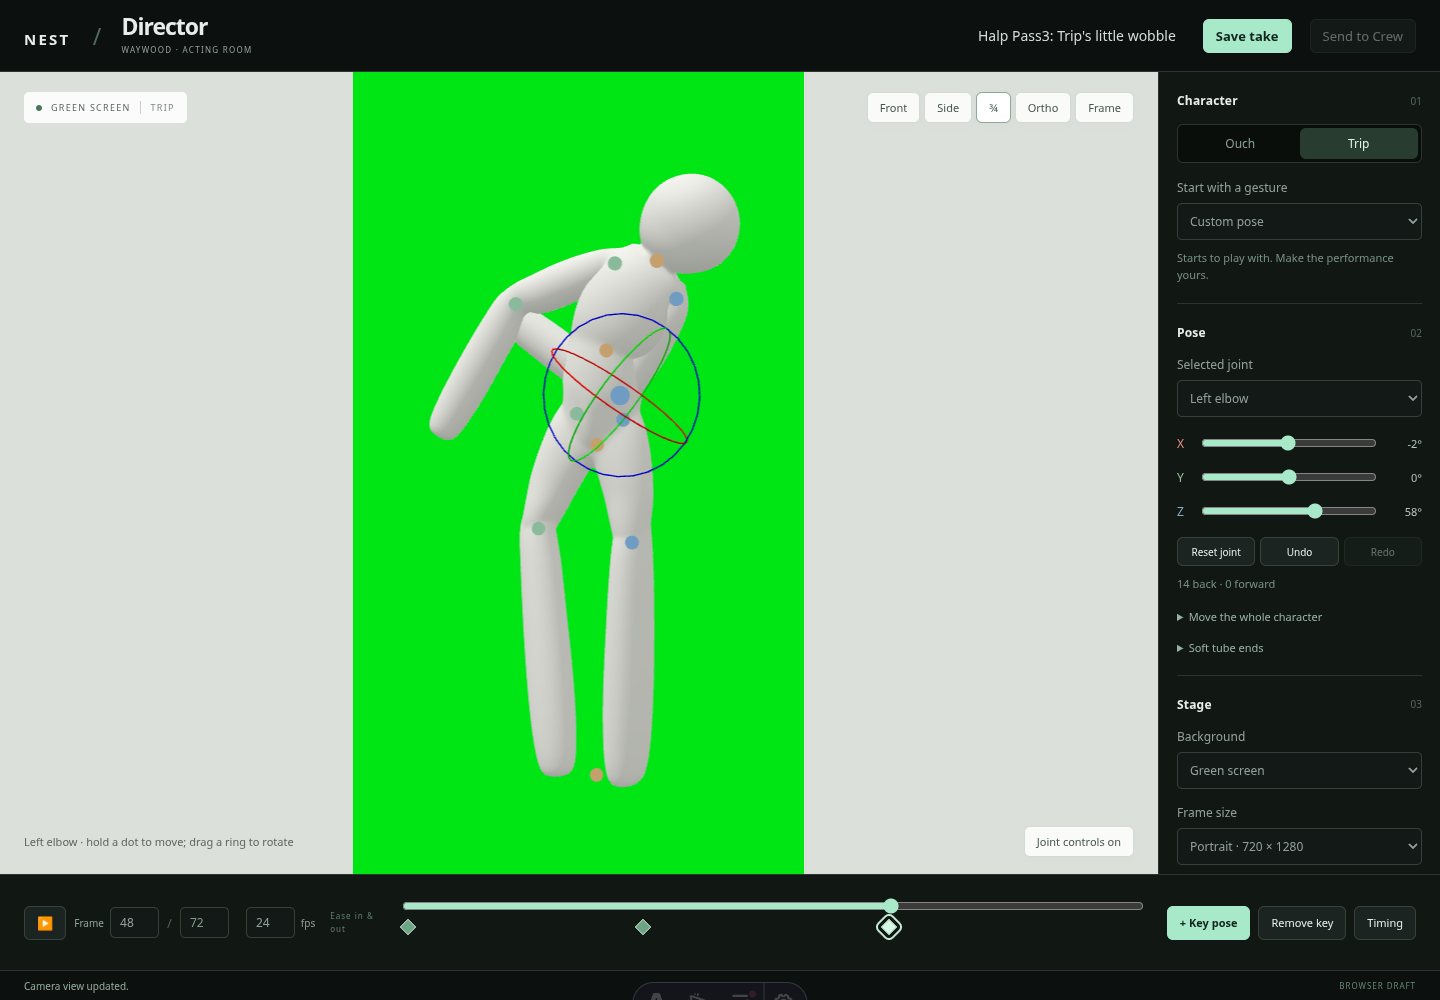 NEST / Director
WAYWOOD · ACTING ROOM
Halp Pass3: Trip's little wobble
Save take
Send to Crew
GREEN SCREEN | TRIP
Front
Side
¾
Ortho
Frame
Left elbow · hold a dot to move; drag a ring to rotate
Joint controls on
Character 01
Ouch
Trip
Start with a gesture
Custom pose
Starts to play with. Make the performance
yours.
Pose 02
Selected joint
Left elbow
X -2°
Y 0°
Z 58°
Reset joint
Undo
Redo
14 back · 0 forward
Move the whole character
Soft tube ends
Stage 03
Background
Green screen
Frame size
Portrait · 720 × 1280
Frame 48 / 72 24 fps
Ease in &
out
+ Key pose
Remove key
Timing
Camera view updated.
BROWSER DRAFT